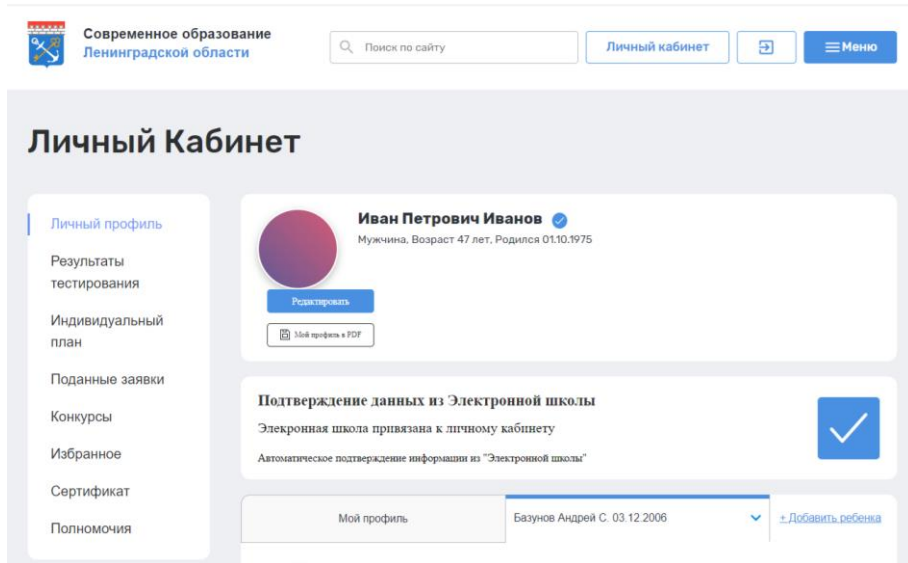 Современное образование
Ленинградской области
Поиск по сайту
Личный кабинет
Меню
Личный Кабинет
Личный профиль
Результаты
тестирования
Индивидуальный
план
Поданные заявки
Конкурсы
Избранное
Сертификат
Полномочия
Иван Петрович Иванов
Мужчина, Возраст 47 лет, Родился 01.10.1975
Редактировать
Мой профиль в PDF
Подтверждение данных из Электронной школы
Элекронная школа привязана к личному кабинету
Автоматическое подтверждение информации из "Электронной школы"
Мой профиль
Базунов Андрей С. 03.12.2006
+ Добавить ребенка